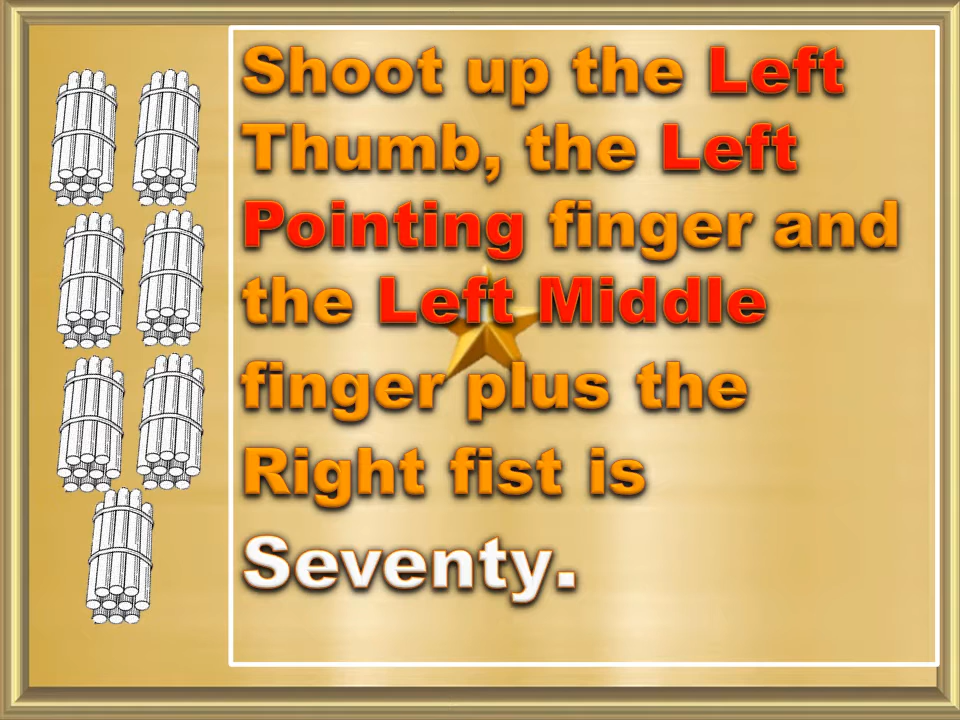 Shoot up the Left
Thumb, the Left
Pointing finger and
the Left Middle
finger plus the
Right fist is
Seventy.